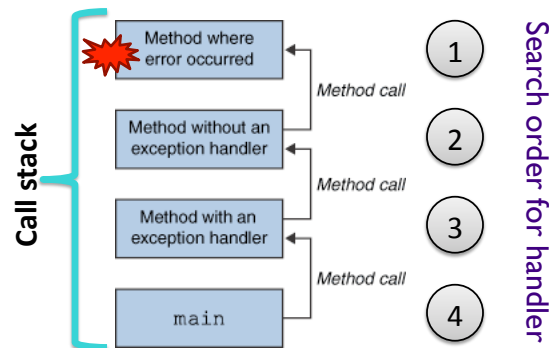 Call stack
Method where
error occurred
1
Method call
Method without an
exception handler
2
Method call
Method with an
exception handler
3
Method call
main
4
Search order for handler